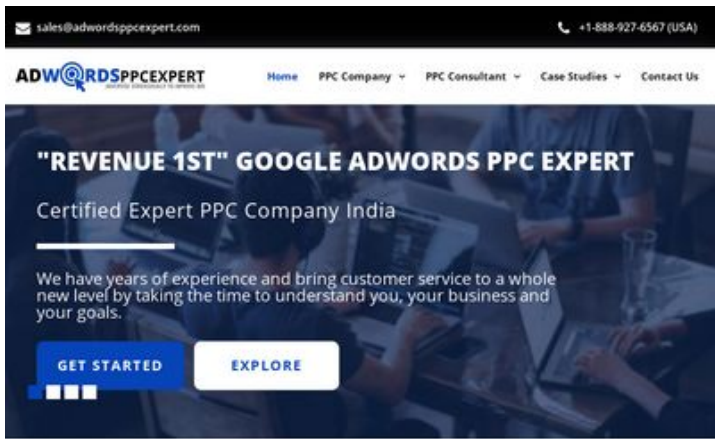 sales@adwordsppcexpert.com
+1-888-927-6567 (USA)
ADWORDSPPCEXPERT
Home
PPC Company
PPC Consultant
Case Studies
Contact Us
"REVENUE 1ST" GOOGLE ADWORDS PPC EXPERT
Certified Expert PPC Company India
We have years of experience and bring customer service to a whole
new level by taking the time to understand you, your business and
your goals.
GET STARTED
EXPLORE